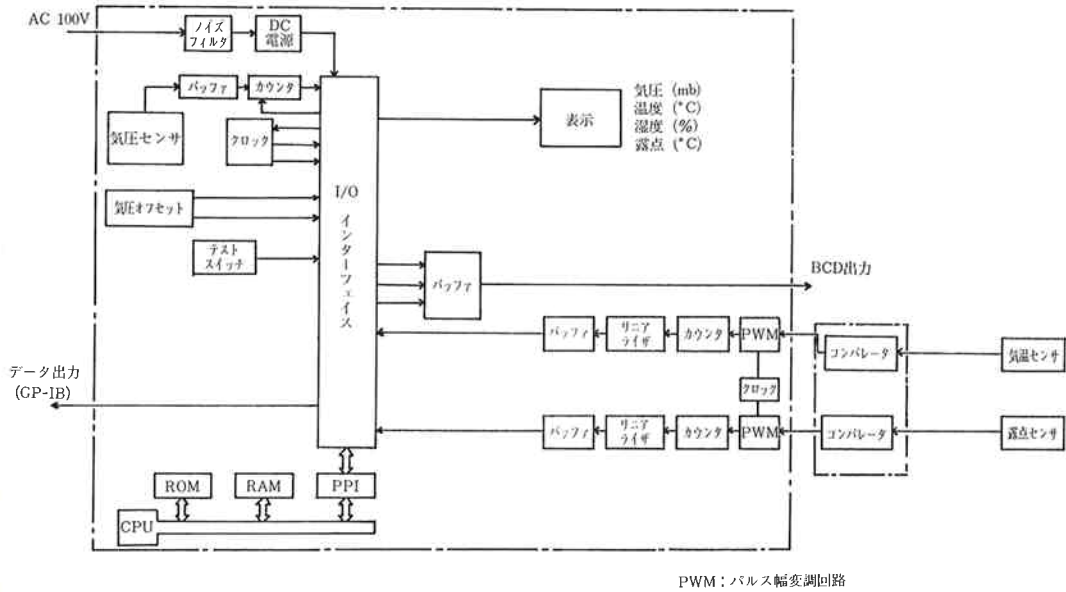 AC 100V
ノイズ
フィルタ
DC
電源
バッファ
カウンタ
気圧センサ
クロック
表示
気圧 (mb)
温度 (°C)
湿度 (%)
露点 (°C)
気圧オフセット
テスト
スイッチ
I/O
インターフェイス
バッファ
BCD出力
バッファ
リニア
ライザ
カウンタ
PWM
コンパレータ
気温センサ
クロック
データ出力
(GP-IB)
バッファ
リニア
ライザ
カウンタ
PWM
コンパレータ
露点センサ
ROM
RAM
PPI
CPU
PWM：パルス幅変調回路